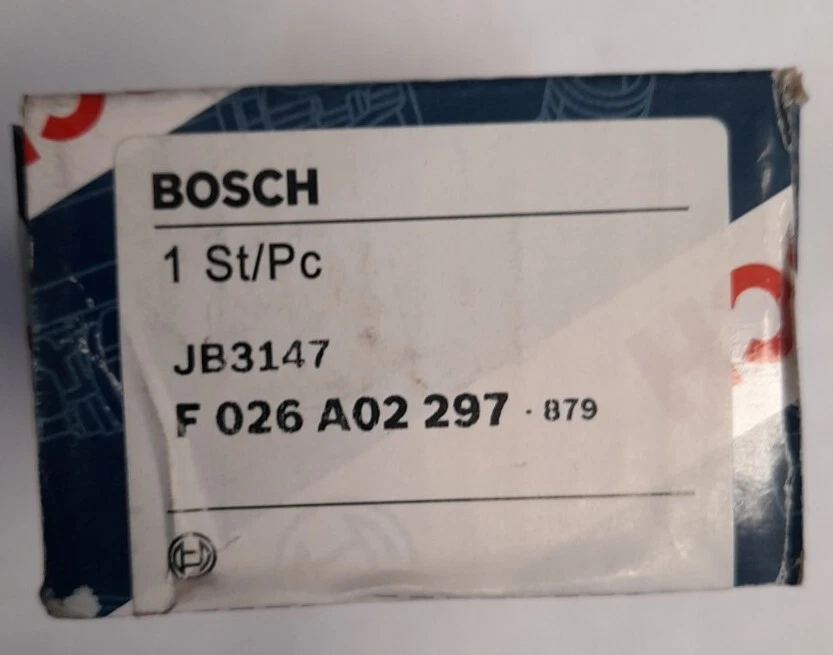 BOSCH
1 St/Pc
JB3147
F 026 A02 297 · 879